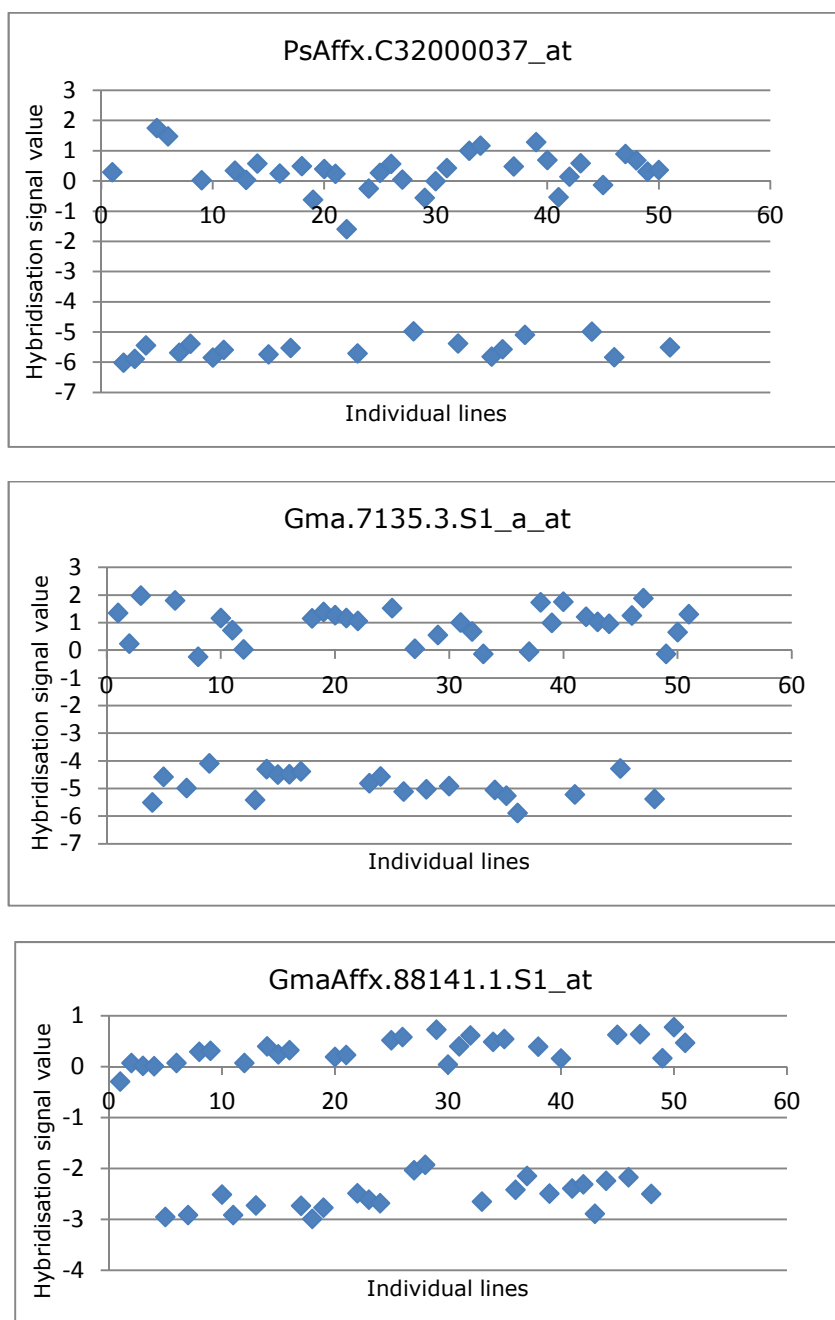 PsAffx.C32000037_at
3
2
1
0
-1
-2
-3
-4
-5
-6
-7
0 10 20 30 40 50 60
Hybridisation signal value
Individual lines
Gma.7135.3.S1_a_at
3
2
1
0
-1
-2
-3
-4
-5
-6
-7
0 10 20 30 40 50 60
Hybridisation signal value
Individual lines
GmaAffx.88141.1.S1_at
1
0
-1
-2
-3
-4
0 10 20 30 40 50 60
Hybridisation signal value
Individual lines